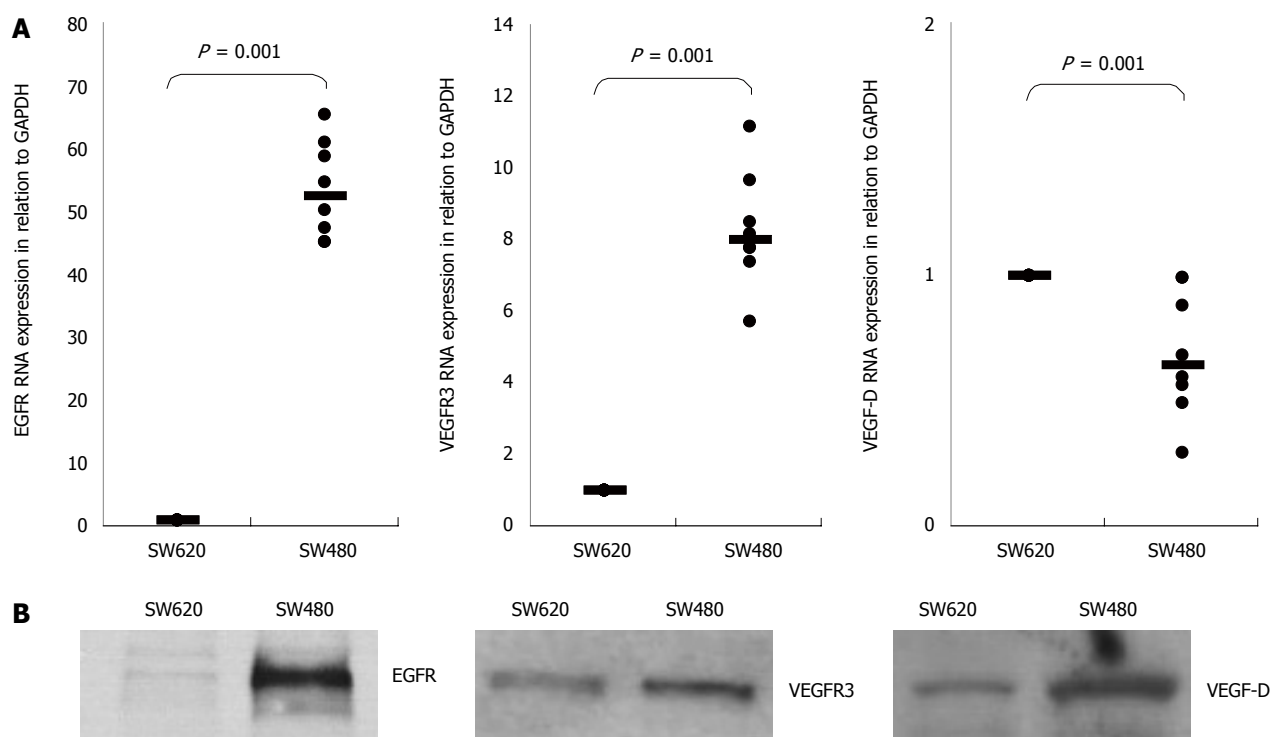 A
EGFR RNA expression in relation to GAPDH
80
70
60
50
40
30
20
10
0
P = 0.001
SW620 SW480
VEGFR3 RNA expression in relation to GAPDH
14
12
10
8
6
4
2
0
P = 0.001
SW620 SW480
VEGF-D RNA expression in relation to GAPDH
2
1
0
P = 0.001
SW620 SW480
B
SW620 SW480
EGFR
SW620 SW480
VEGFR3
SW620 SW480
VEGF-D